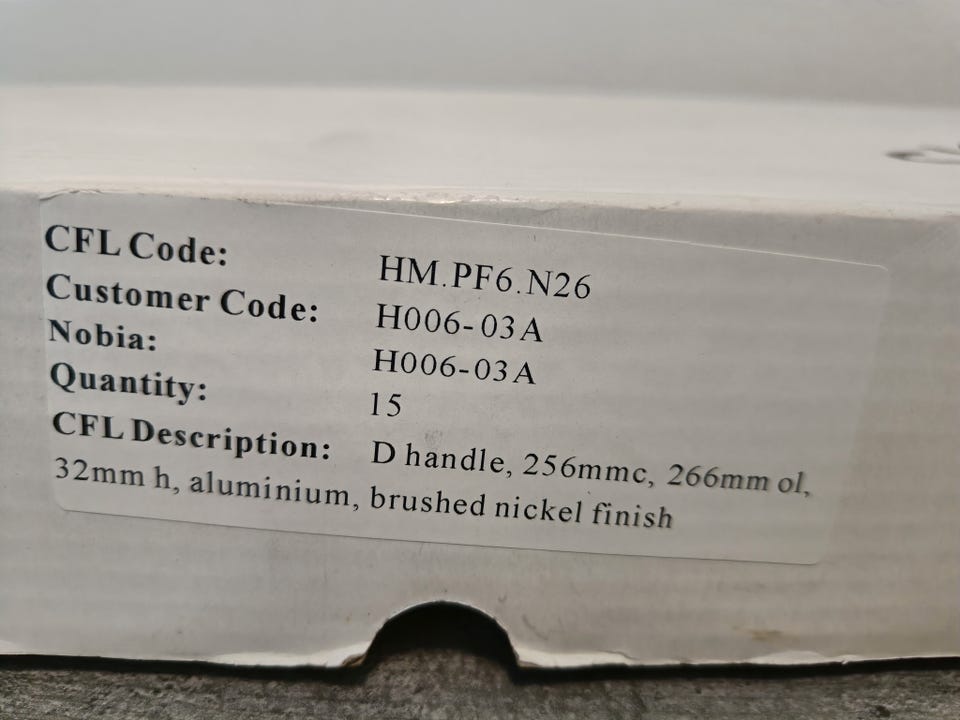 CFL Code: HM.PF6.N26
Customer Code: H006-03A
Nobia: H006-03A
Quantity: 15
CFL Description: D handle, 256mmc, 266mm ol,
32mm h, aluminium, brushed nickel finish